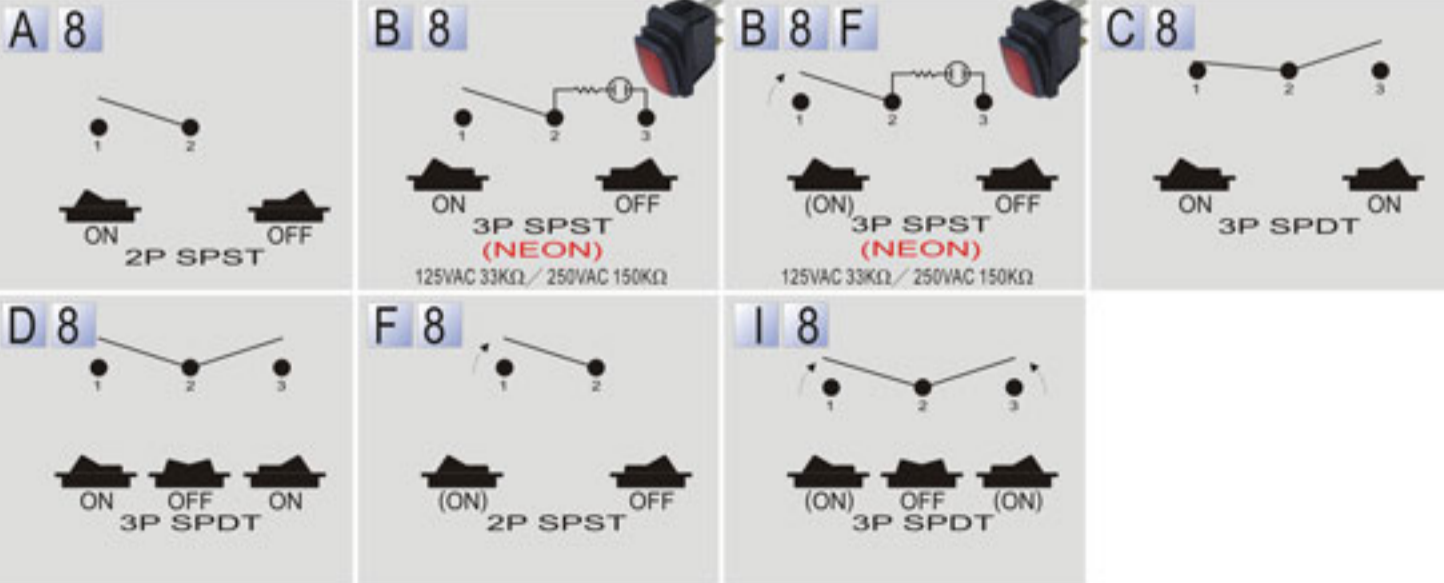 A 8
1 2
ON OFF
2P SPST
B 8
1 2 3
ON OFF
3P SPST
(NEON)
125VAC 33KΩ／250VAC 150KΩ
B 8 F
1 2 3
(ON) OFF
3P SPST
(NEON)
125VAC 33KΩ／250VAC 150KΩ
C 8
1 2 3
ON ON
3P SPDT
D 8
1 2 3
ON OFF ON
3P SPDT
F 8
1 2
(ON) OFF
2P SPST
I 8
1 2 3
(ON) OFF (ON)
3P SPDT